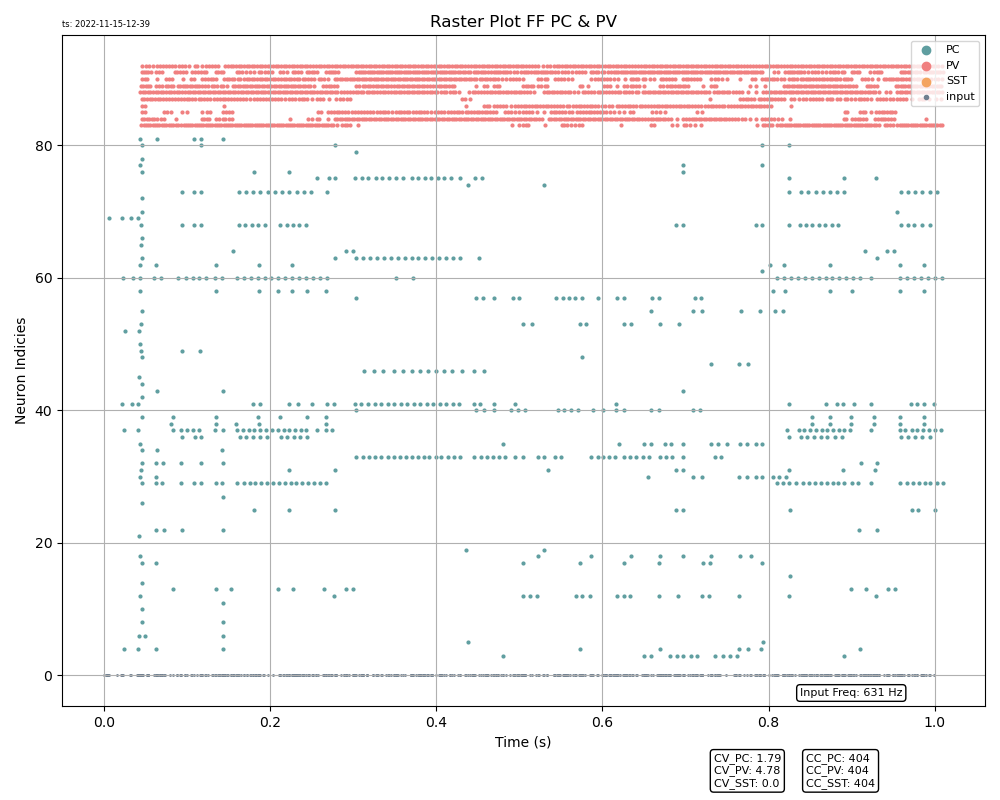 ts: 2022-11-15-12-39
Raster Plot FF PC & PV
PC
PV
SST
input
Neuron Indicies
80
60
40
20
0
Input Freq: 631 Hz
0.0
0.2
0.4
0.6
0.8
1.0
Time (s)
CV_PC: 1.79
CV_PV: 4.78
CV_SST: 0.0
CC_PC: 404
CC_PV: 404
CC_SST: 404